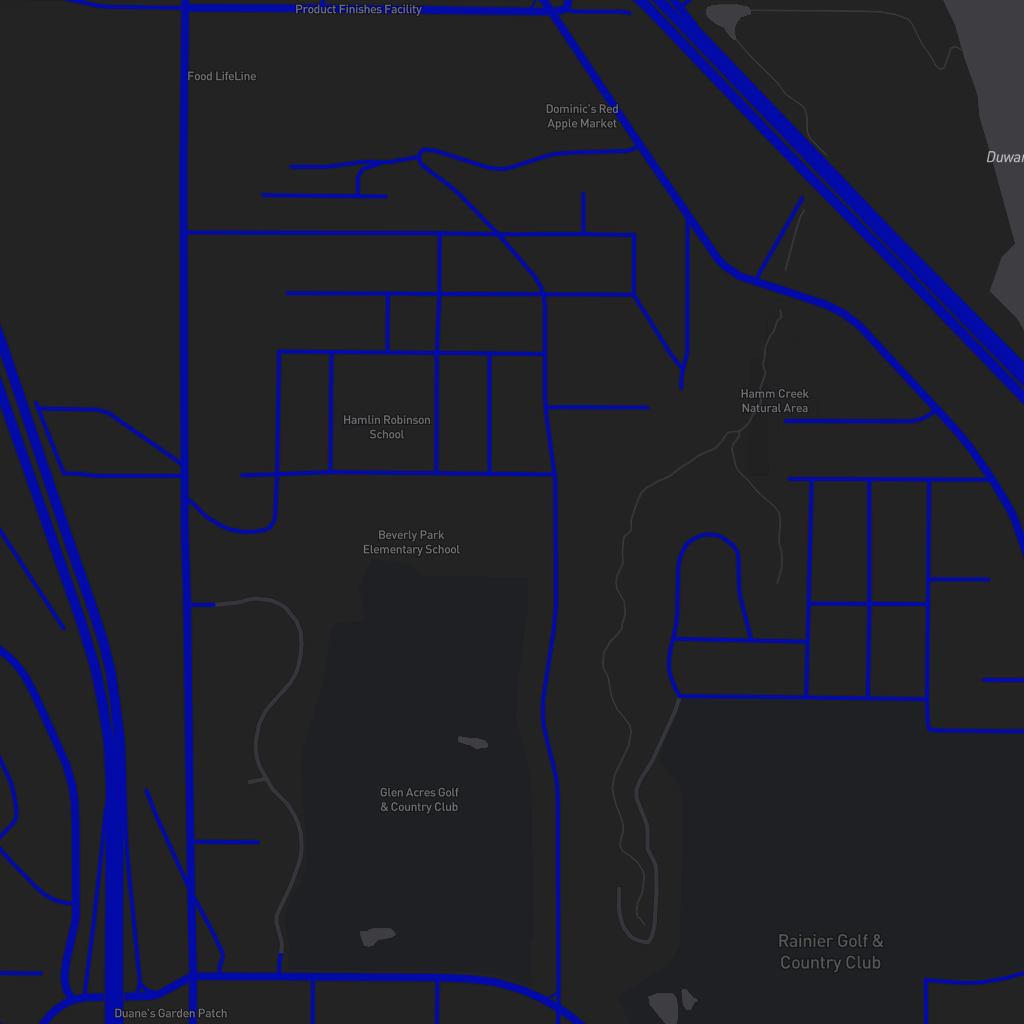 Product Finishes Facility
Food LifeLine
Dominic's Red
Apple Market
Duwam
Hamm Creek
Natural Area
Hamlin Robinson
School
Beverly Park
Elementary School
Glen Acres Golf
& Country Club
Rainier Golf &
Country Club
Duane's Garden Patch